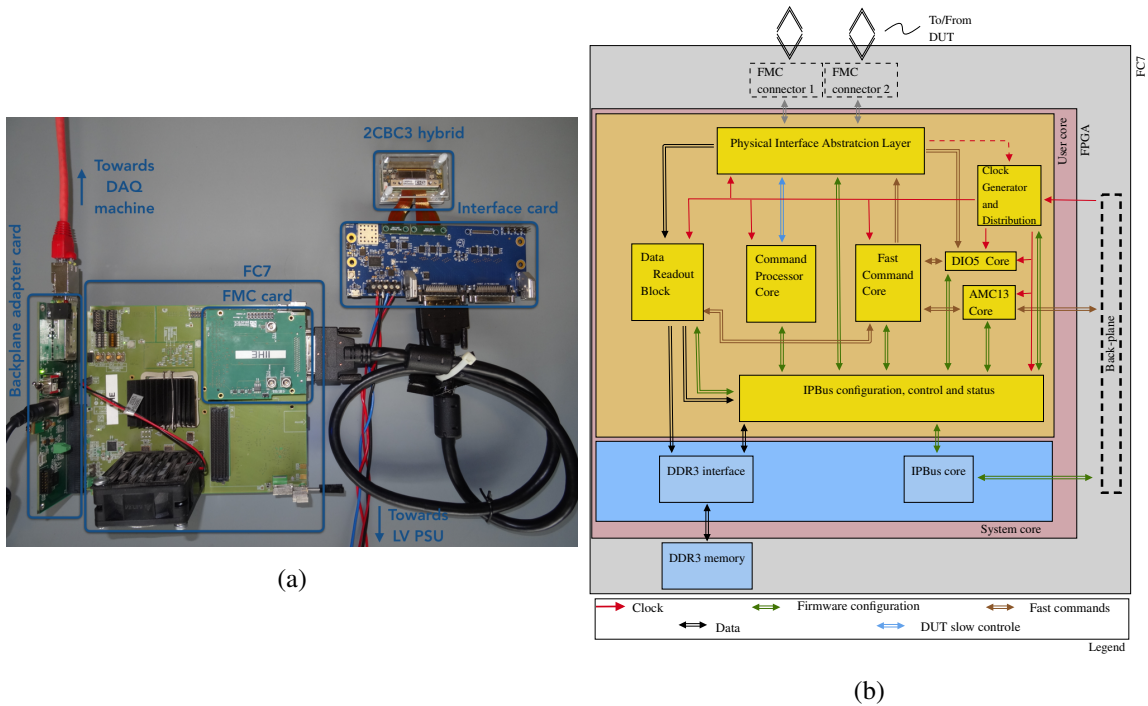 2CBC3 hybrid
Towards
DAQ
machine
Interface card
FC7
FMC card
Backplane adapter card
IIHE
Towards
LV PSU
(a)
To/From
DUT
FC7
FMC
connector 1
FMC
connector 2
User core
FPGA
Physical Interface Abstratcion Layer
Clock
Generator
and
Distribution
Data
Readout
Block
Command
Processor
Core
Fast
Command
Core
DIO5 Core
AMC13
Core
Back-plane
IPBus configuration, control and status
DDR3 interface
IPBus core
System core
DDR3 memory
Clock
Firmware configuration
Fast commands
Data
DUT slow controle
Legend
(b)